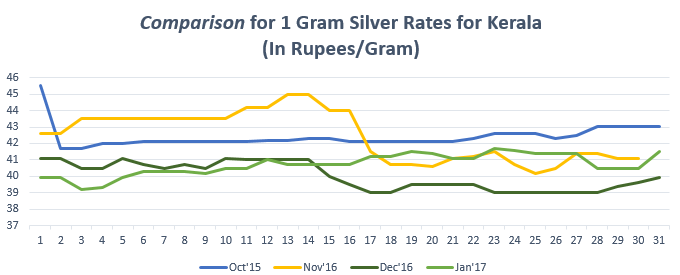 Comparison for 1 Gram Silver Rates for Kerala
(In Rupees/Gram)
46
45
44
43
42
41
40
39
38
37
1 2 3 4 5 6 7 8 9 10 11 12 13 14 15 16 17 18 19 20 21 22 23 24 25 26 27 28 29 30 31
Oct'15 Nov'16 Dec'16 Jan'17